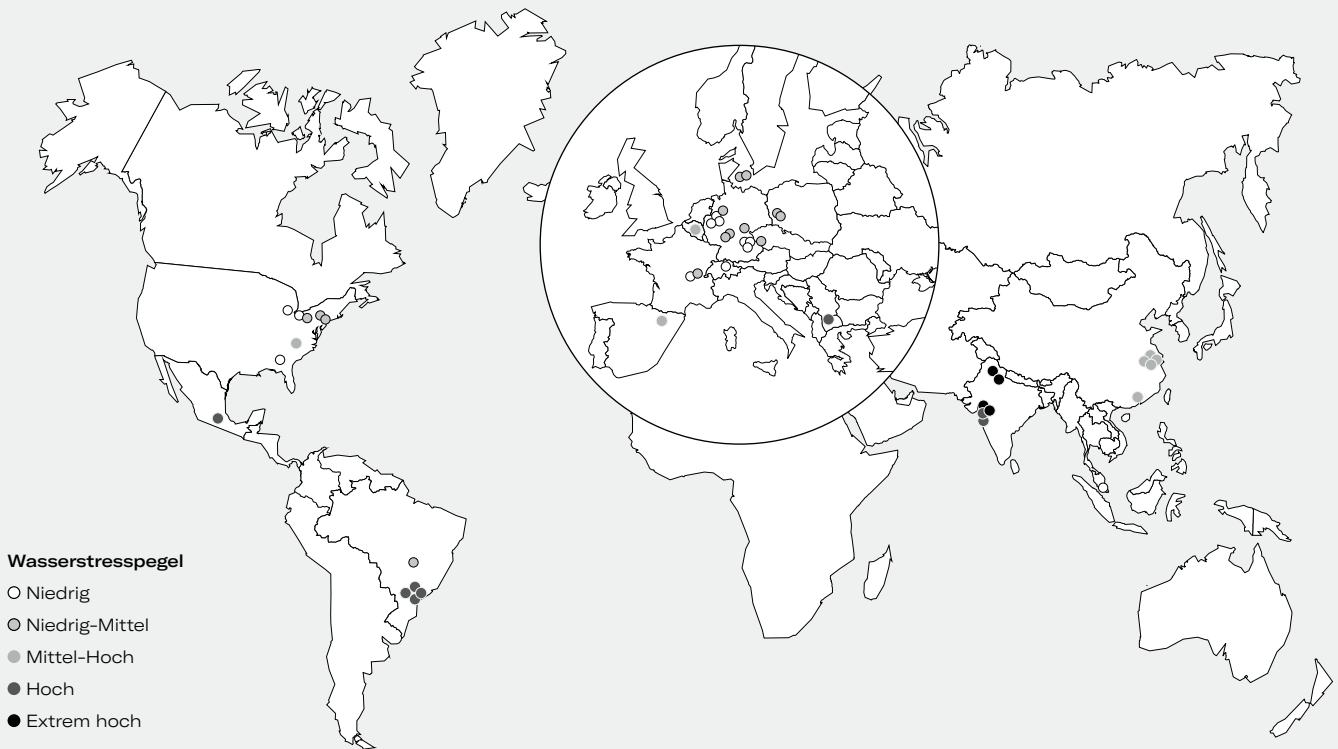 Wasserstresspegel
Niedrig
Niedrig-Mittel
Mittel-Hoch
Hoch
Extrem hoch